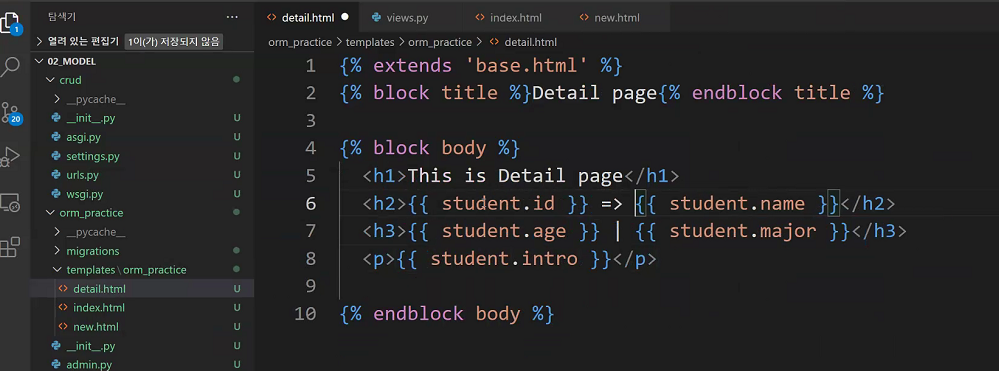 탐색기
열려 있는 편집기 1이(가) 저장되지 않음
02_MODEL
crud
__pycache__
__init__.py U
asgi.py U
settings.py U
urls.py U
wsgi.py U
orm_practice
__pycache__
migrations
templates \ orm_practice
detail.html U
index.html U
new.html U
__init__.py U
admin.py U
1
20
detail.html views.py index.html new.html
orm_practice > templates > orm_practice > detail.html
1 {% extends 'base.html' %}
2 {% block title %}Detail page{% endblock title %}
3
4 {% block body %}
5 <h1>This is Detail page</h1>
6 <h2>{{ student.id }} => {{ student.name }}</h2>
7 <h3>{{ student.age }} | {{ student.major }}</h3>
8 <p>{{ student.intro }}</p>
9
10 {% endblock body %}